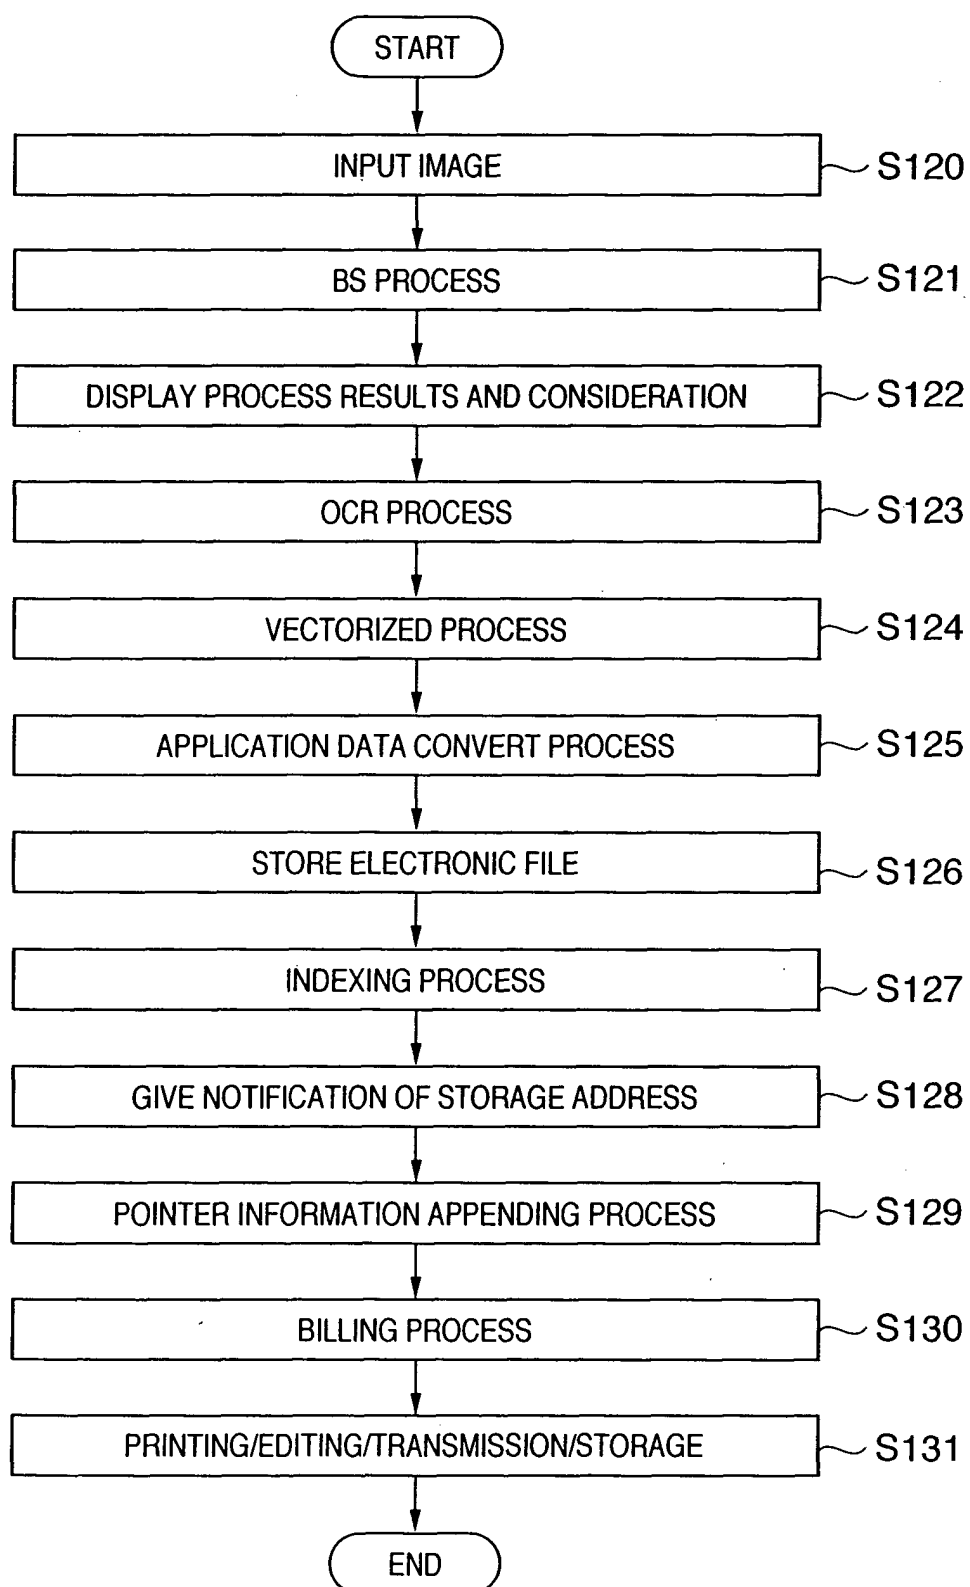 START
INPUT IMAGE S120
BS PROCESS S121
DISPLAY PROCESS RESULTS AND CONSIDERATION S122
OCR PROCESS S123
VECTORIZED PROCESS S124
APPLICATION DATA CONVERT PROCESS S125
STORE ELECTRONIC FILE S126
INDEXING PROCESS S127
GIVE NOTIFICATION OF STORAGE ADDRESS S128
POINTER INFORMATION APPENDING PROCESS S129
BILLING PROCESS S130
PRINTING/EDITING/TRANSMISSION/STORAGE S131
END